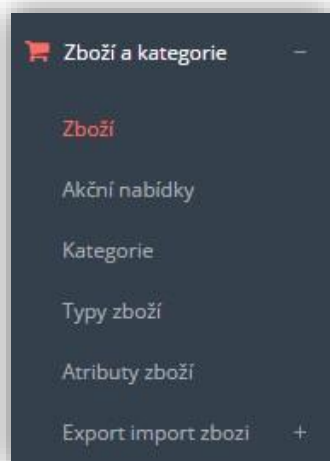 Zboží a kategorie −
Zboží
Akční nabídky
Kategorie
Typy zboží
Atributy zboží
Export import zbozi +